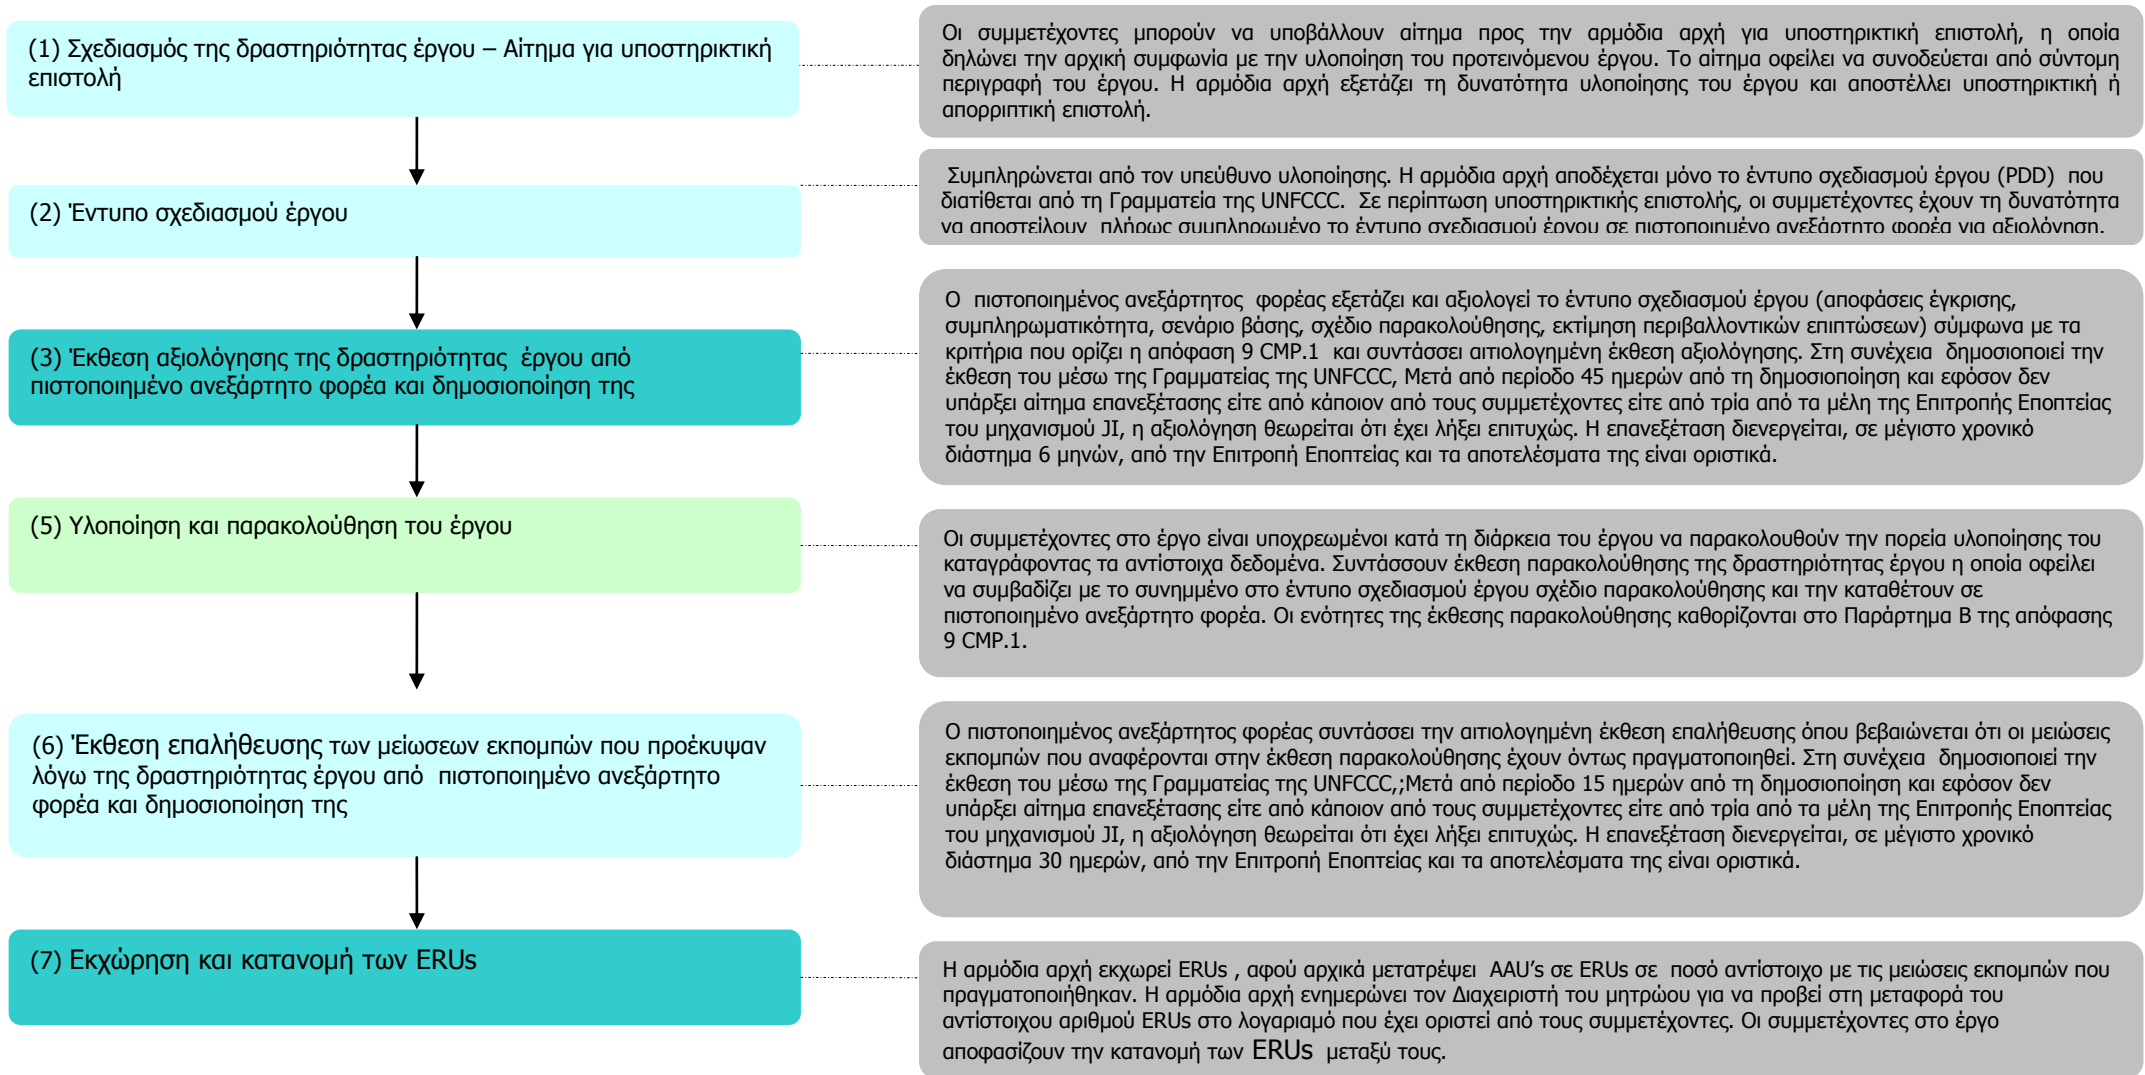 (1) Σχεδιασμός της δραστηριότητας έργου – Αίτημα για υποστηρικτική
επιστολή
Οι συμμετέχοντες μπορούν να υποβάλλουν αίτημα προς την αρμόδια αρχή για υποστηρικτική επιστολή, η οποία
δηλώνει την αρχική συμφωνία με την υλοποίηση του προτεινόμενου έργου. Το αίτημα οφείλει να συνοδεύεται από σύντομη
περιγραφή του έργου. Η αρμόδια αρχή εξετάζει τη δυνατότητα υλοποίησης του έργου και αποστέλλει υποστηρικτική ή
απορριπτική επιστολή.
(2) Έντυπο σχεδιασμού έργου
Συμπληρώνεται από τον υπεύθυνο υλοποίησης. Η αρμόδια αρχή αποδέχεται μόνο το έντυπο σχεδιασμού έργου (PDD) που
διατίθεται από τη Γραμματεία της UNFCCC. Σε περίπτωση υποστηρικτικής επιστολής, οι συμμετέχοντες έχουν τη δυνατότητα
να αποστείλουν πλήρως συμπληρωμένο το έντυπο σχεδιασμού έργου σε πιστοποιημένο ανεξάρτητο φορέα για αξιολόγηση.
(3) Έκθεση αξιολόγησης της δραστηριότητας έργου από
πιστοποιημένο ανεξάρτητο φορέα και δημοσιοποίηση της
Ο πιστοποιημένος ανεξάρτητος φορέας εξετάζει και αξιολογεί το έντυπο σχεδιασμού έργου (αποφάσεις έγκρισης,
συμπληρωματικότητα, σενάριο βάσης, σχέδιο παρακολούθησης, εκτίμηση περιβαλλοντικών επιπτώσεων) σύμφωνα με τα
κριτήρια που ορίζει η απόφαση 9 CMP.1 και συντάσσει αιτιολογημένη έκθεση αξιολόγησης. Στη συνέχεια δημοσιοποιεί την
έκθεση του μέσω της Γραμματείας της UNFCCC, Μετά από περίοδο 45 ημερών από τη δημοσιοποίηση και εφόσον δεν
υπάρξει αίτημα επανεξέτασης είτε από κάποιον από τους συμμετέχοντες είτε από τρία από τα μέλη της Επιτροπής Εποπτείας
του μηχανισμού JI, η αξιολόγηση θεωρείται ότι έχει λήξει επιτυχώς. Η επανεξέταση διενεργείται, σε μέγιστο χρονικό
διάστημα 6 μηνών, από την Επιτροπή Εποπτείας και τα αποτελέσματα της είναι οριστικά.
(5) Υλοποίηση και παρακολούθηση του έργου
Οι συμμετέχοντες στο έργο είναι υποχρεωμένοι κατά τη διάρκεια του έργου να παρακολουθούν την πορεία υλοποίησης του
καταγράφοντας τα αντίστοιχα δεδομένα. Συντάσσουν έκθεση παρακολούθησης της δραστηριότητας έργου η οποία οφείλει
να συμβαδίζει με το συνημμένο στο έντυπο σχεδιασμού έργου σχέδιο παρακολούθησης και την καταθέτουν σε
πιστοποιημένο ανεξάρτητο φορέα. Οι ενότητες της έκθεσης παρακολούθησης καθορίζονται στο Παράρτημα Β της απόφασης
9 CMP.1.
(6) Έκθεση επαλήθευσης των μείωσεων εκπομπών που προέκυψαν
λόγω της δραστηριότητας έργου από πιστοποιημένο ανεξάρτητο
φορέα και δημοσιοποίηση της
Ο πιστοποιημένος ανεξάρτητος φορέας συντάσσει την αιτιολογημένη έκθεση επαλήθευσης όπου βεβαιώνεται ότι οι μειώσεις
εκπομπών που αναφέρονται στην έκθεση παρακολούθησης έχουν όντως πραγματοποιηθεί. Στη συνέχεια δημοσιοποιεί την
έκθεση του μέσω της Γραμματείας της UNFCCC,;Μετά από περίοδο 15 ημερών από τη δημοσιοποίηση και εφόσον δεν
υπάρξει αίτημα επανεξέτασης είτε από κάποιον από τους συμμετέχοντες είτε από τρία από τα μέλη της Επιτροπής Εποπτείας
του μηχανισμού JI, η αξιολόγηση θεωρείται ότι έχει λήξει επιτυχώς. Η επανεξέταση διενεργείται, σε μέγιστο χρονικό
διάστημα 30 ημερών, από την Επιτροπή Εποπτείας και τα αποτελέσματα της είναι οριστικά.
(7) Εκχώρηση και κατανομή των ERUs
Η αρμόδια αρχή εκχωρεί ERUs , αφού αρχικά μετατρέψει AAU’s σε ERUs σε ποσό αντίστοιχο με τις μειώσεις εκπομπών που
πραγματοποιήθηκαν. Η αρμόδια αρχή ενημερώνει τον Διαχειριστή του μητρώου για να προβεί στη μεταφορά του
αντίστοιχου αριθμού ERUs στο λογαριασμό που έχει οριστεί από τους συμμετέχοντες. Οι συμμετέχοντες στο έργο
αποφασίζουν την κατανομή των ERUs μεταξύ τους.